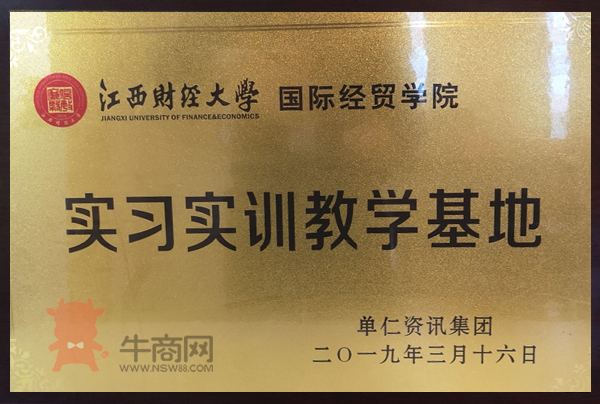 江西财经大学 国际经贸学院
JIANGXI UNIVERSITY OF FINANCE&ECONOMICS
实习实训教学基地
单仁资讯集团
二〇一九年三月十六日
牛商网
WWW.NSW88.COM